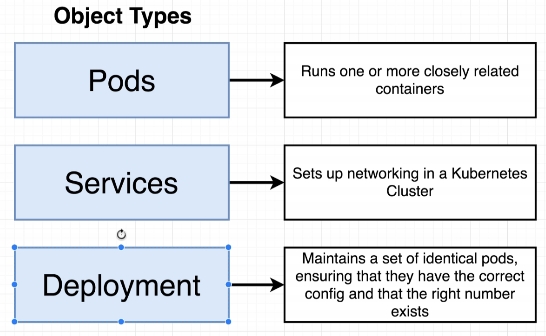 Object Types
Pods
Runs one or more closely related
containers
Services
Sets up networking in a Kubernetes
Cluster
Deployment
Maintains a set of identical pods,
ensuring that they have the correct
config and that the right number
exists